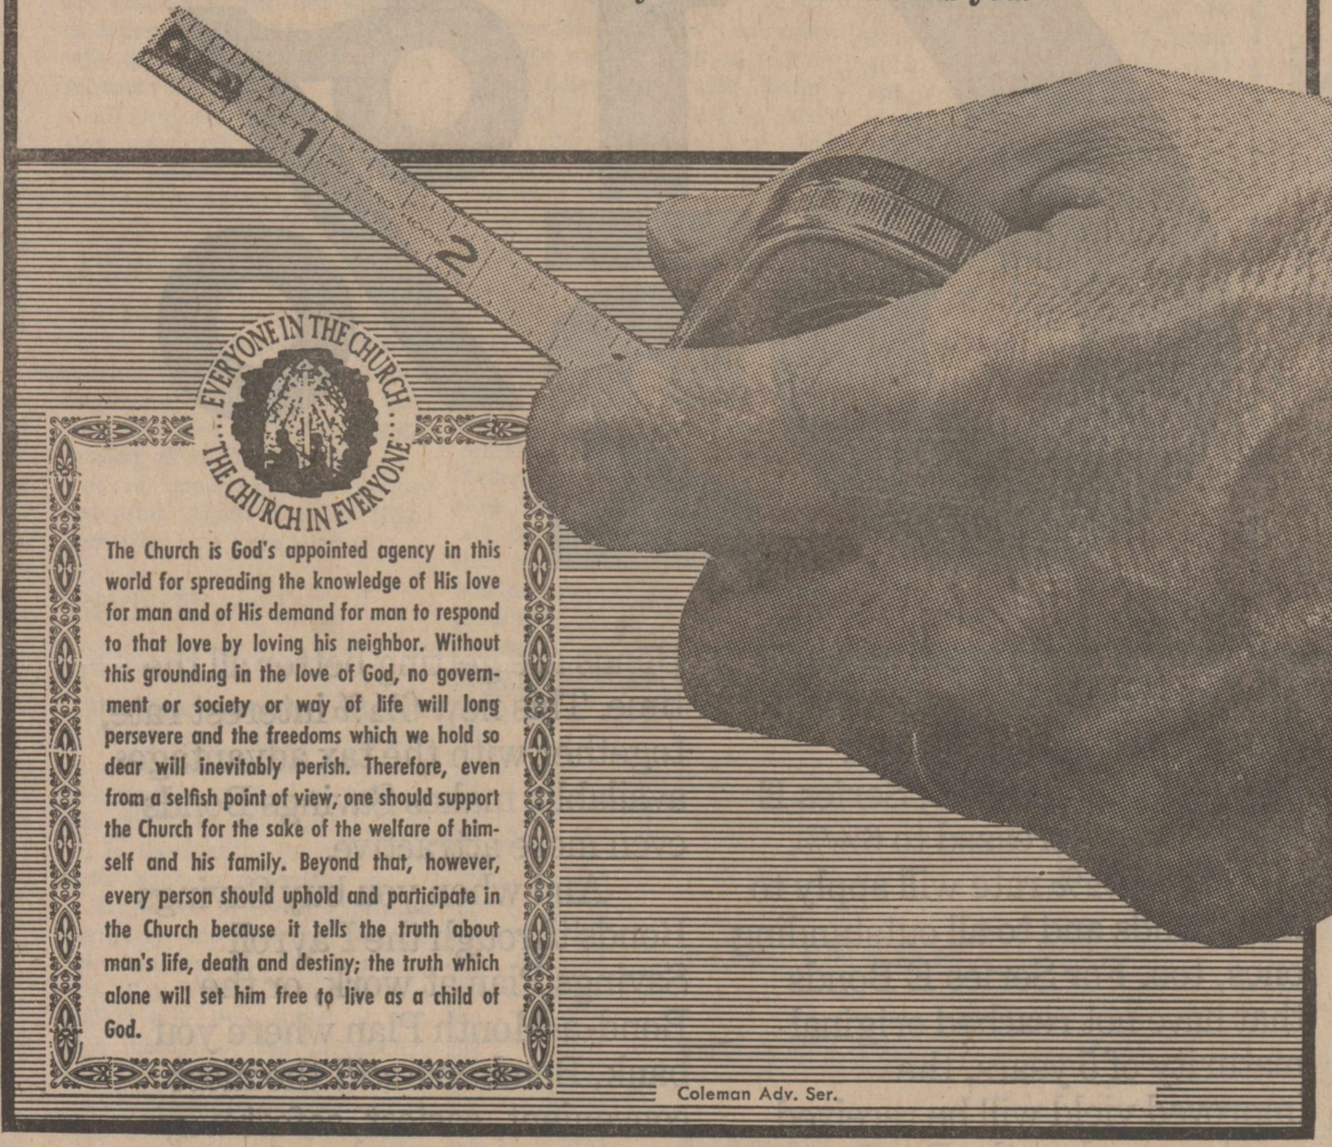 FEET
INCH
1
2
EVERYONE IN THE CHURCH ...
... THE CHURCH IN EVERYONE
The Church is God's appointed agency in this
world for spreading the knowledge of His love
for man and of His demand for man to respond
to that love by loving his neighbor. Without
this grounding in the love of God, no govern-
ment or society or way of life will long
persevere and the freedoms which we hold so
dear will inevitably perish. Therefore, even
from a selfish point of view, one should support
the Church for the sake of the welfare of him-
self and his family. Beyond that, however,
every person should uphold and participate in
the Church because it tells the truth about
man's life, death and destiny; the truth which
alone will set him free to live as a child of
God.
Coleman Adv. Ser.